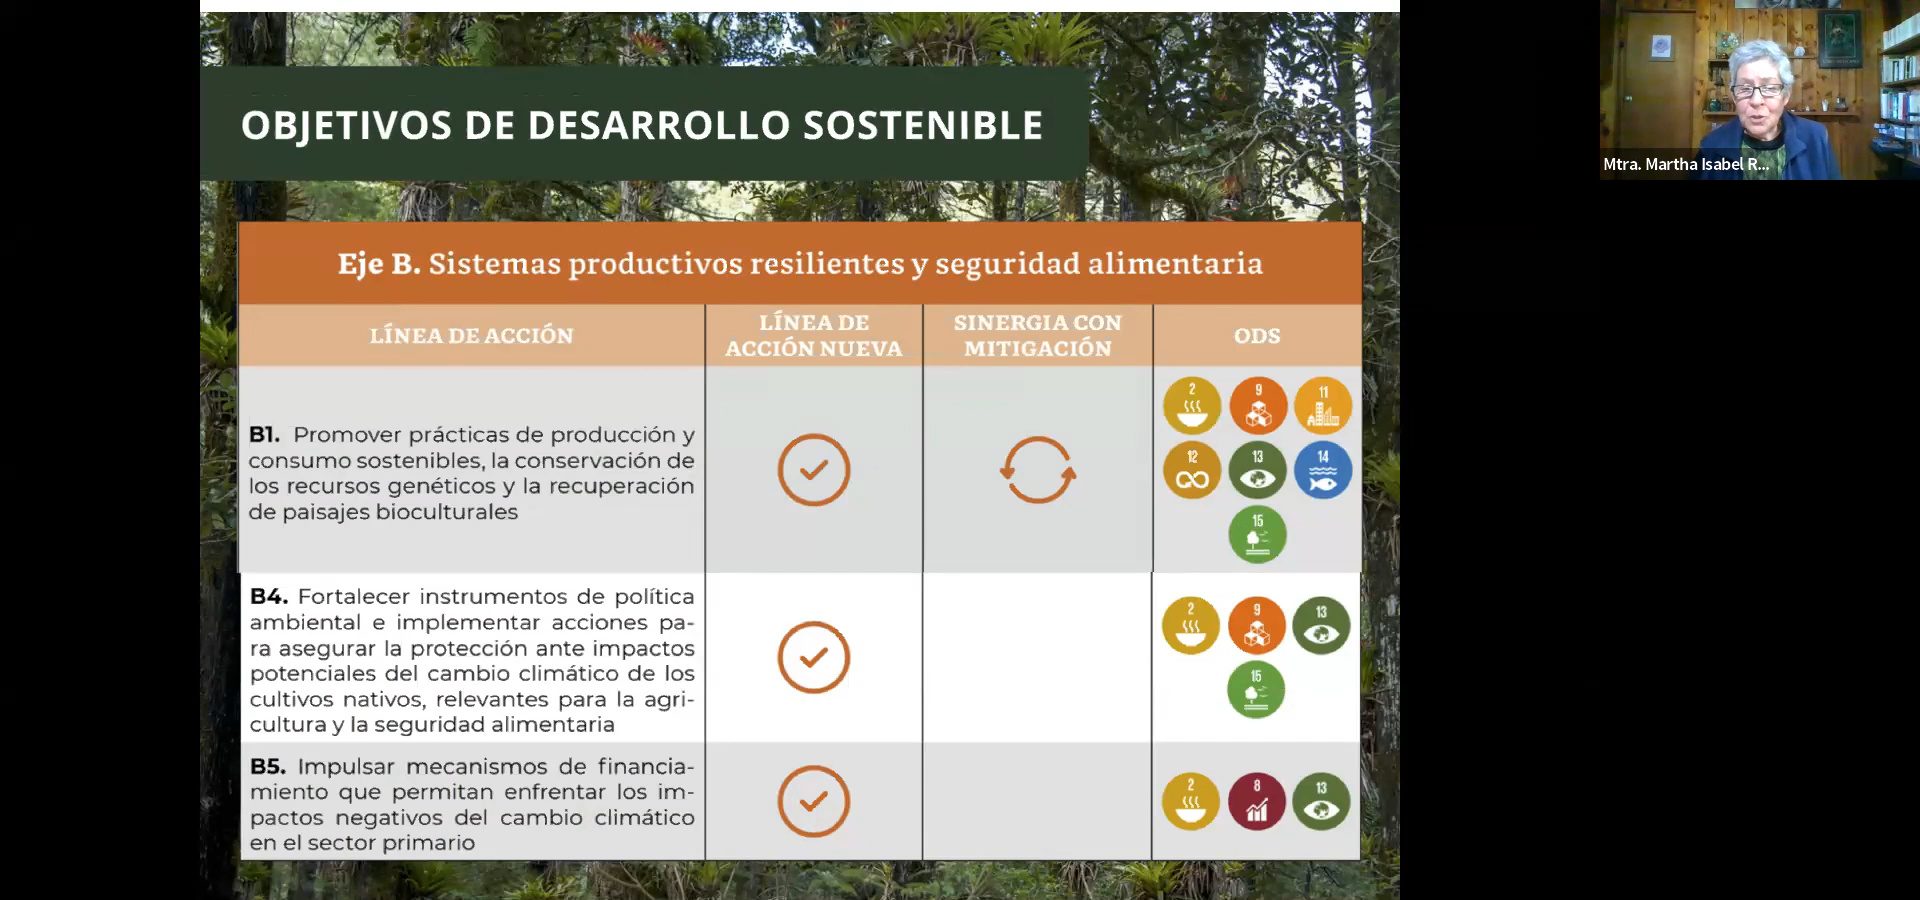 OBJETIVOS DE DESARROLLO SOSTENIBLE
Mtra. Martha Isabel R...
Eje B. Sistemas productivos resilientes y seguridad alimentaria
LÍNEA DE ACCIÓN
LÍNEA DE
ACCIÓN NUEVA
SINERGIA CON
MITIGACIÓN
ODS
B1. Promover prácticas de producción y
consumo sostenibles, la conservación de
los recursos genéticos y la recuperación
de paisajes bioculturales
2 9 11
12 13 14
15
B4. Fortalecer instrumentos de política
ambiental e implementar acciones pa-
ra asegurar la protección ante impactos
potenciales del cambio climático de los
cultivos nativos, relevantes para la agri-
cultura y la seguridad alimentaria
2 9 13
15
B5. Impulsar mecanismos de financia-
miento que permitan enfrentar los im-
pactos negativos del cambio climático
en el sector primario
2 8 13